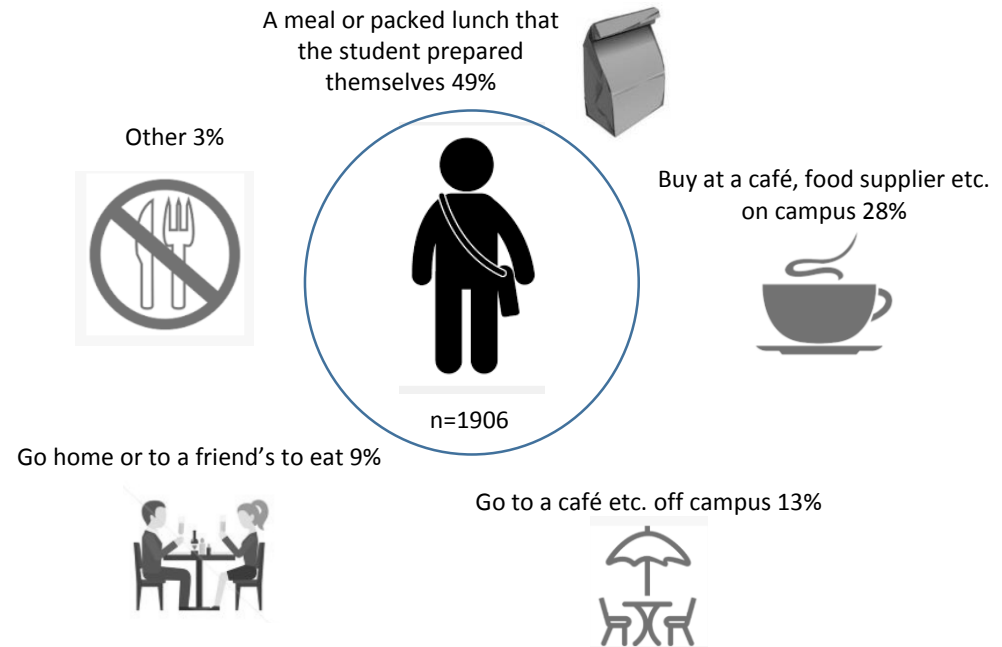 A meal or packed lunch that
the student prepared
themselves 49%
Other 3%
Buy at a café, food supplier etc.
on campus 28%
n=1906
Go home or to a friend's to eat 9%
Go to a café etc. off campus 13%